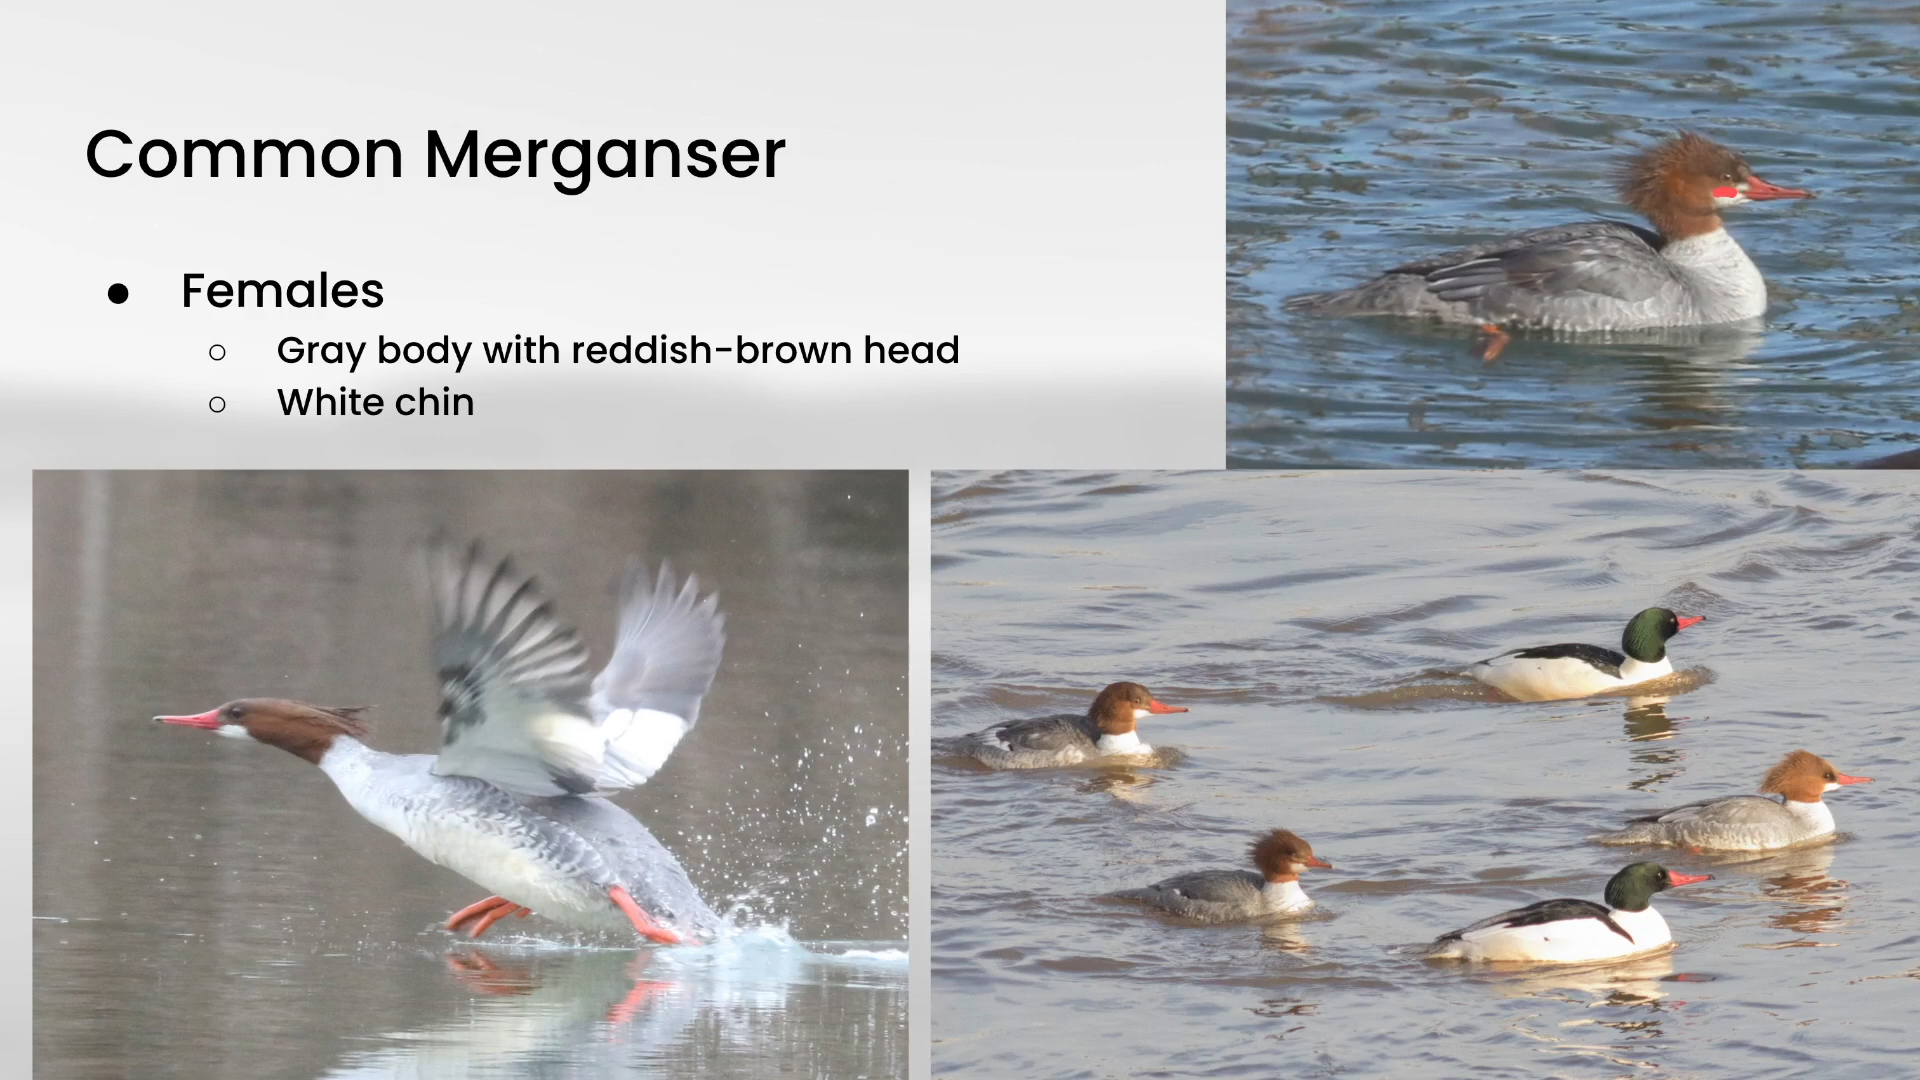 Common Merganser
● Females
○ Gray body with reddish-brown head
○ White chin